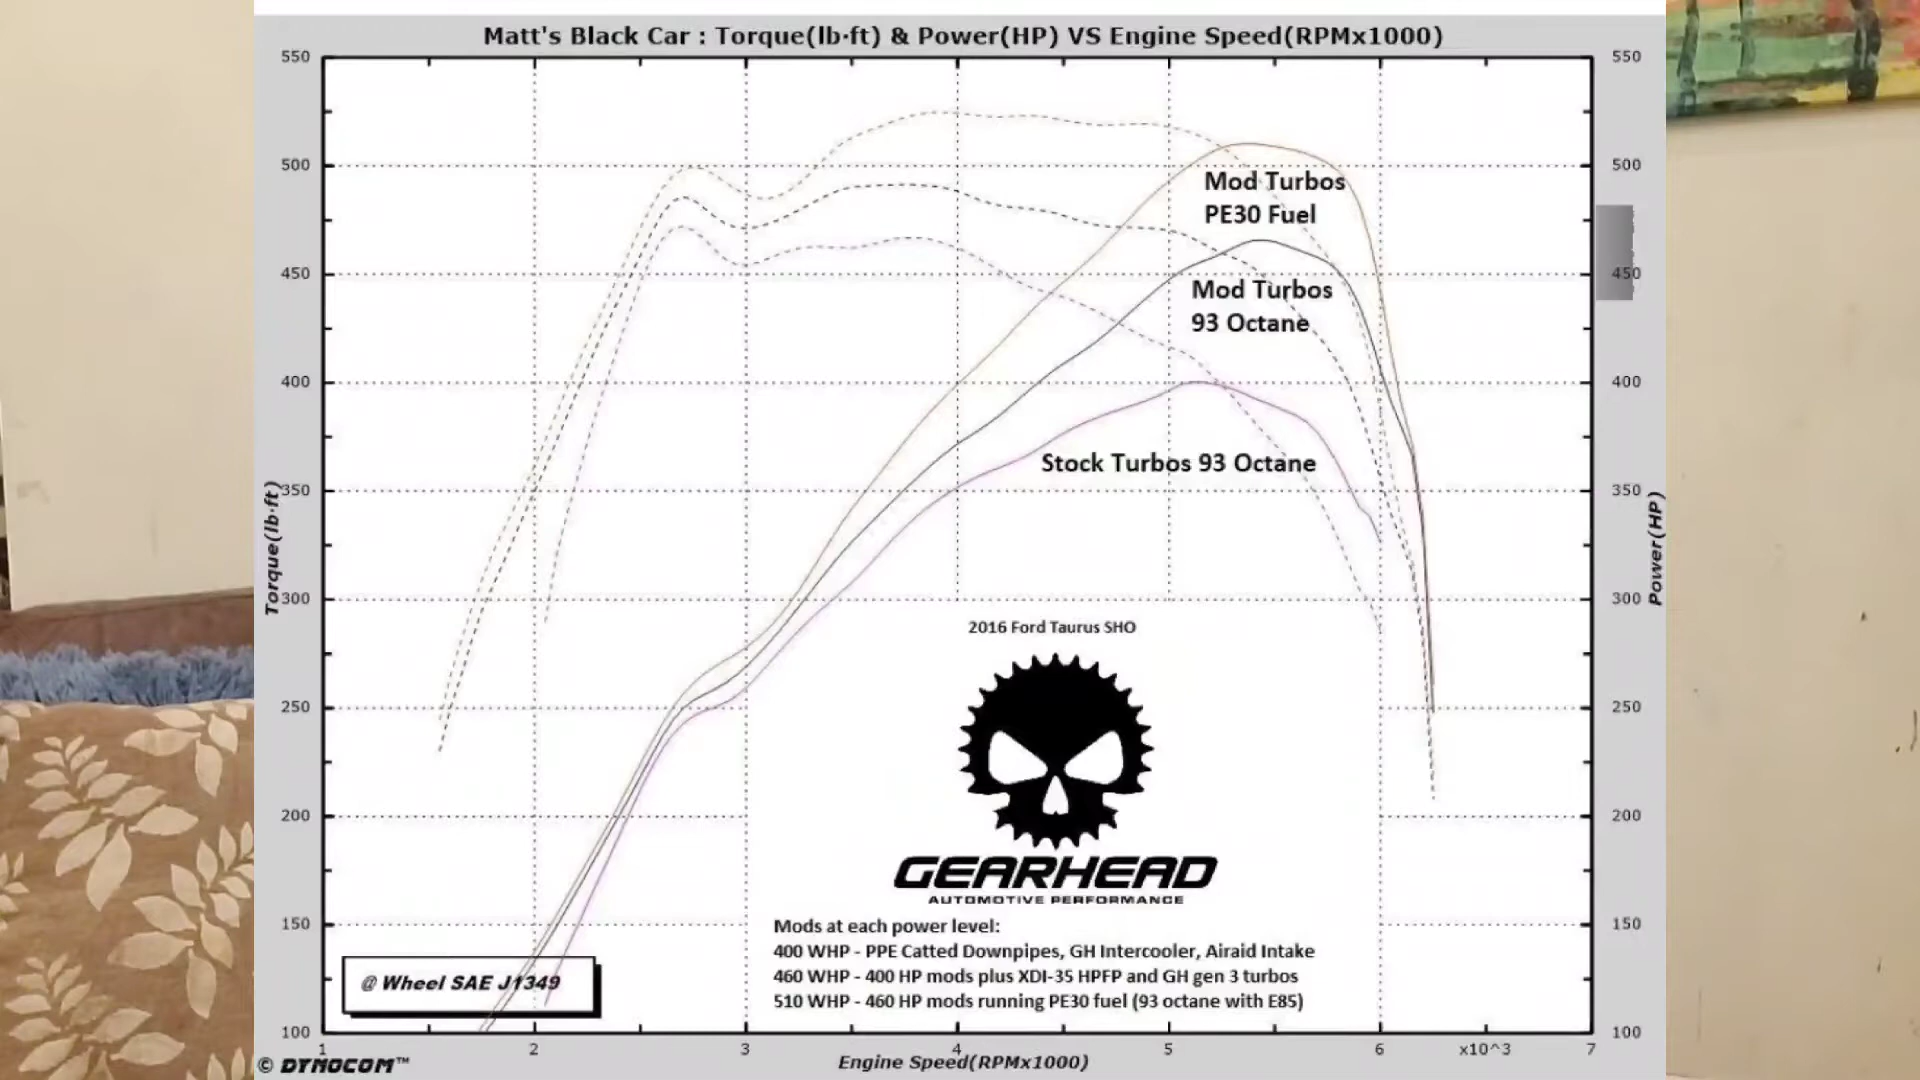 Matt's Black Car : Torque(lb·ft) & Power(HP) VS Engine Speed(RPMx1000)
550
500
450
400
350
300
250
200
150
100
Torque(lb·ft)
550
500
450
400
350
300
250
200
150
100
Power(HP)
Mod Turbos
PE30 Fuel
Mod Turbos
93 Octane
Stock Turbos 93 Octane
2016 Ford Taurus SHO
GEARHEAD
AUTOMOTIVE PERFORMANCE
Mods at each power level:
400 WHP - PPE Catted Downpipes, GH Intercooler, Airaid Intake
460 WHP - 400 HP mods plus XDI-35 HPFP and GH gen 3 turbos
510 WHP - 460 HP mods running PE30 fuel (93 octane with E85)
@ Wheel SAE J1349
1 2 3 4 5 6 x10^3 7
© DYNOCOM™
Engine Speed(RPMx1000)